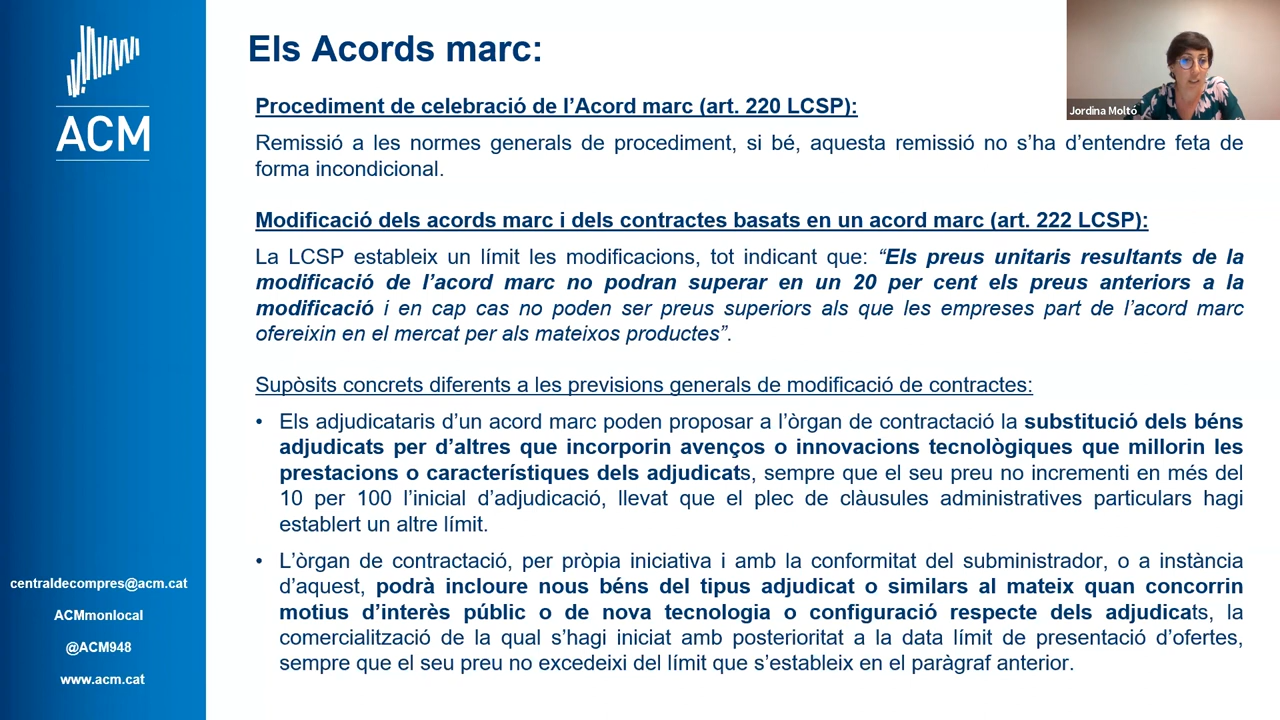 ACM
centraldecompres@acm.cat
ACMmonlocal
@ACM948
www.acm.cat
Els Acords marc:
Jordina Moltó
Procediment de celebració de l’Acord marc (art. 220 LCSP):
Remissió a les normes generals de procediment, si bé, aquesta remissió no s’ha d’entendre feta de
forma incondicional.
Modificació dels acords marc i dels contractes basats en un acord marc (art. 222 LCSP):
La LCSP estableix un límit les modificacions, tot indicant que: “Els preus unitaris resultants de la
modificació de l’acord marc no podran superar en un 20 per cent els preus anteriors a la
modificació i en cap cas no poden ser preus superiors als que les empreses part de l’acord marc
ofereixin en el mercat per als mateixos productes”.
Supòsits concrets diferents a les previsions generals de modificació de contractes:
• Els adjudicataris d’un acord marc poden proposar a l’òrgan de contractació la substitució dels béns
adjudicats per d’altres que incorporin avenços o innovacions tecnològiques que millorin les
prestacions o característiques dels adjudicats, sempre que el seu preu no incrementi en més del
10 per 100 l’inicial d’adjudicació, llevat que el plec de clàusules administratives particulars hagi
establert un altre límit.
• L’òrgan de contractació, per pròpia iniciativa i amb la conformitat del subministrador, o a instància
d’aquest, podrà incloure nous béns del tipus adjudicat o similars al mateix quan concorrin
motius d’interès públic o de nova tecnologia o configuració respecte dels adjudicats, la
comercialització de la qual s’hagi iniciat amb posterioritat a la data límit de presentació d’ofertes,
sempre que el seu preu no excedeixi del límit que s’estableix en el paràgraf anterior.